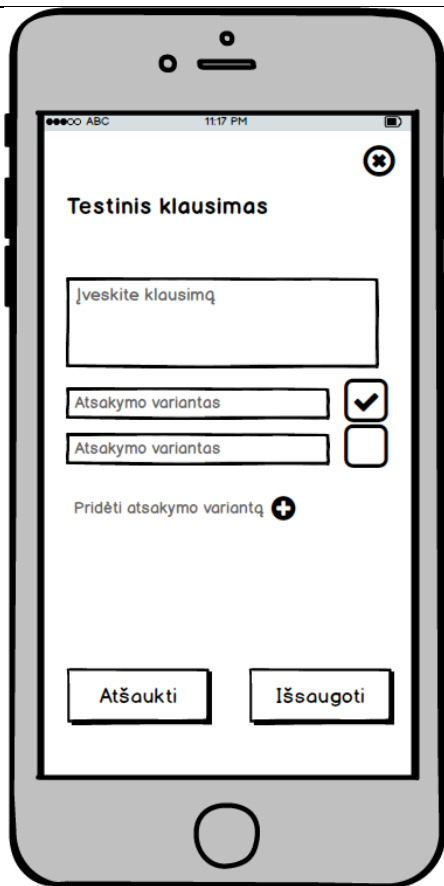 ABC 11:17 PM
Testinis klausimas
Įveskite klausimą
Atsakymo variantas
Atsakymo variantas
Pridėti atsakymo variantą
Atšaukti Išsaugoti